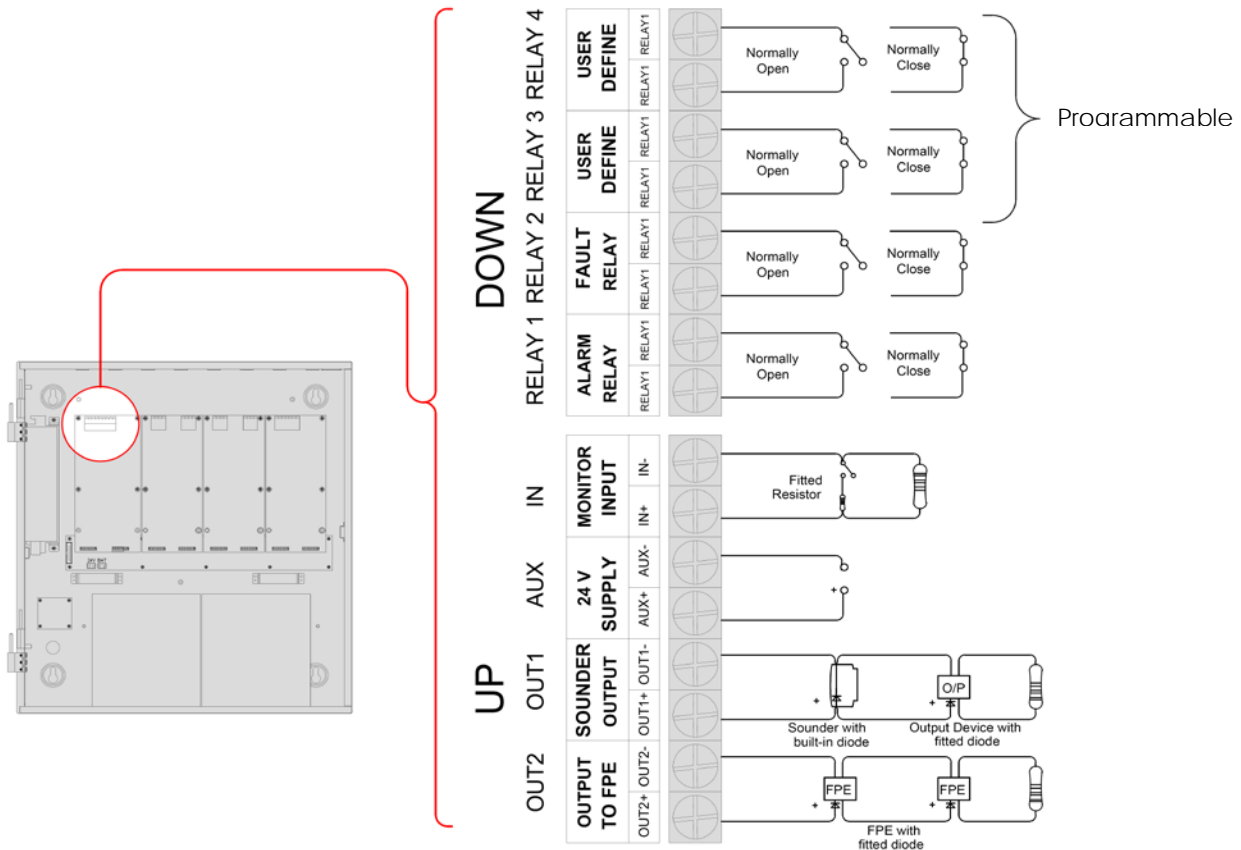 DOWN
RELAY 4
USER
DEFINE
RELAY1
RELAY1
Normally
Open
Normally
Close
RELAY 3
USER
DEFINE
RELAY1
RELAY1
Normally
Open
Normally
Close
Programmable
RELAY 2
FAULT
RELAY
RELAY1
RELAY1
Normally
Open
Normally
Close
RELAY 1
ALARM
RELAY
RELAY1
RELAY1
Normally
Open
Normally
Close
UP
IN
MONITOR
INPUT
IN-
IN+
Fitted
Resistor
AUX
24 V
SUPPLY
AUX-
AUX+
+
OUT1
SOUNDER
OUTPUT
OUT1-
OUT1+
+
Sounder with
built-in diode
O/P
+
Output Device with
fitted diode
OUT2
OUTPUT
TO FPE
OUT2-
OUT2+
FPE
+
FPE
+
FPE with
fitted diode